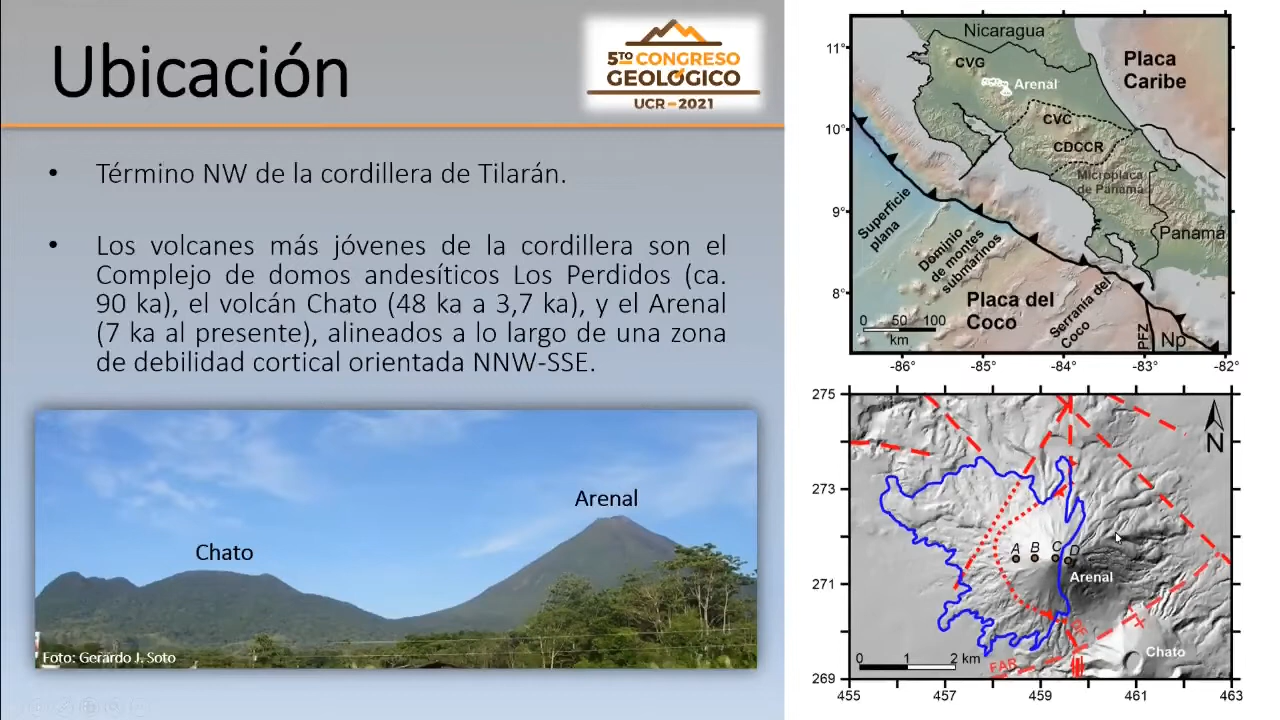 Ubicación
5TO CONGRESO
GEOLÓGICO
UCR-2021
• Término NW de la cordillera de Tilarán.
• Los volcanes más jóvenes de la cordillera son el
Complejo de domos andesíticos Los Perdidos (ca.
90 ka), el volcán Chato (48 ka a 3,7 ka), y el Arenal
(7 ka al presente), alineados a lo largo de una zona
de debilidad cortical orientada NNW-SSE.
Chato
Arenal
Foto: Gerardo J. Soto
11°
10°
9°
8°
-86°
-85°
-84°
-83°
-82°
Nicaragua
CVG
Placa
Caribe
Arenal
CVC
CDCCR
Microplaca
de Panamá
Superficie
plana
Dominio
de montes
submarinos
Panamá
Placa del
Coco
Serranía del
Coco
PFZ
Np
0 50 100
km
275
273
271
269
455
457
459
461
463
N
A B C D
Arenal
Chato
FAR
0 1 2 km